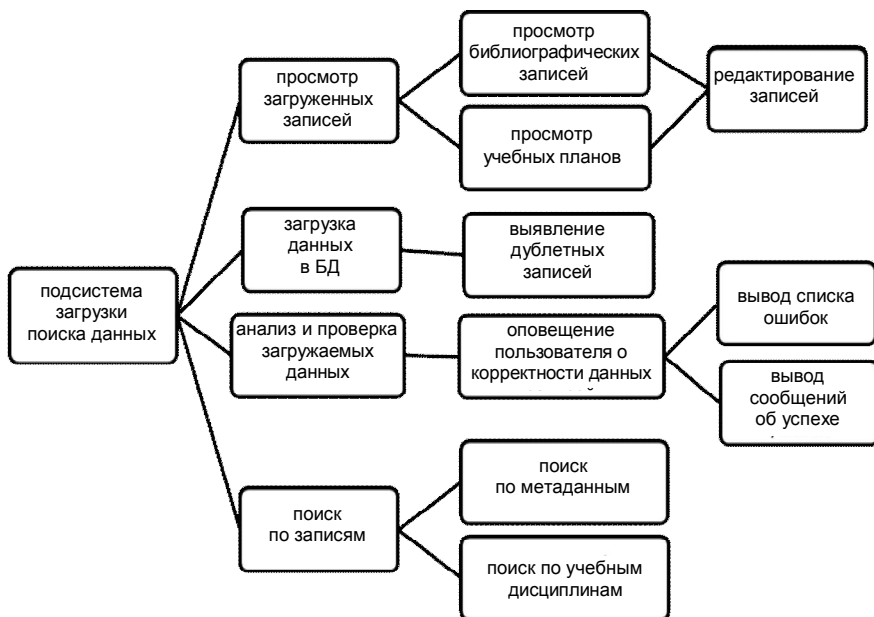 просмотр
загруженных
записей
просмотр
библиографических
записей
просмотр
учебных планов
редактирование
записей
загрузка
данных
в БД
выявление
дублетных
записей
подсистема
загрузки
поиска данных
анализ и проверка
загружаемых
данных
оповещение
пользователя о
корректности данных
вывод списка
ошибок
вывод
сообщений
об успехе
поиск
по записям
поиск
по метаданным
поиск по учебным
дисциплинам